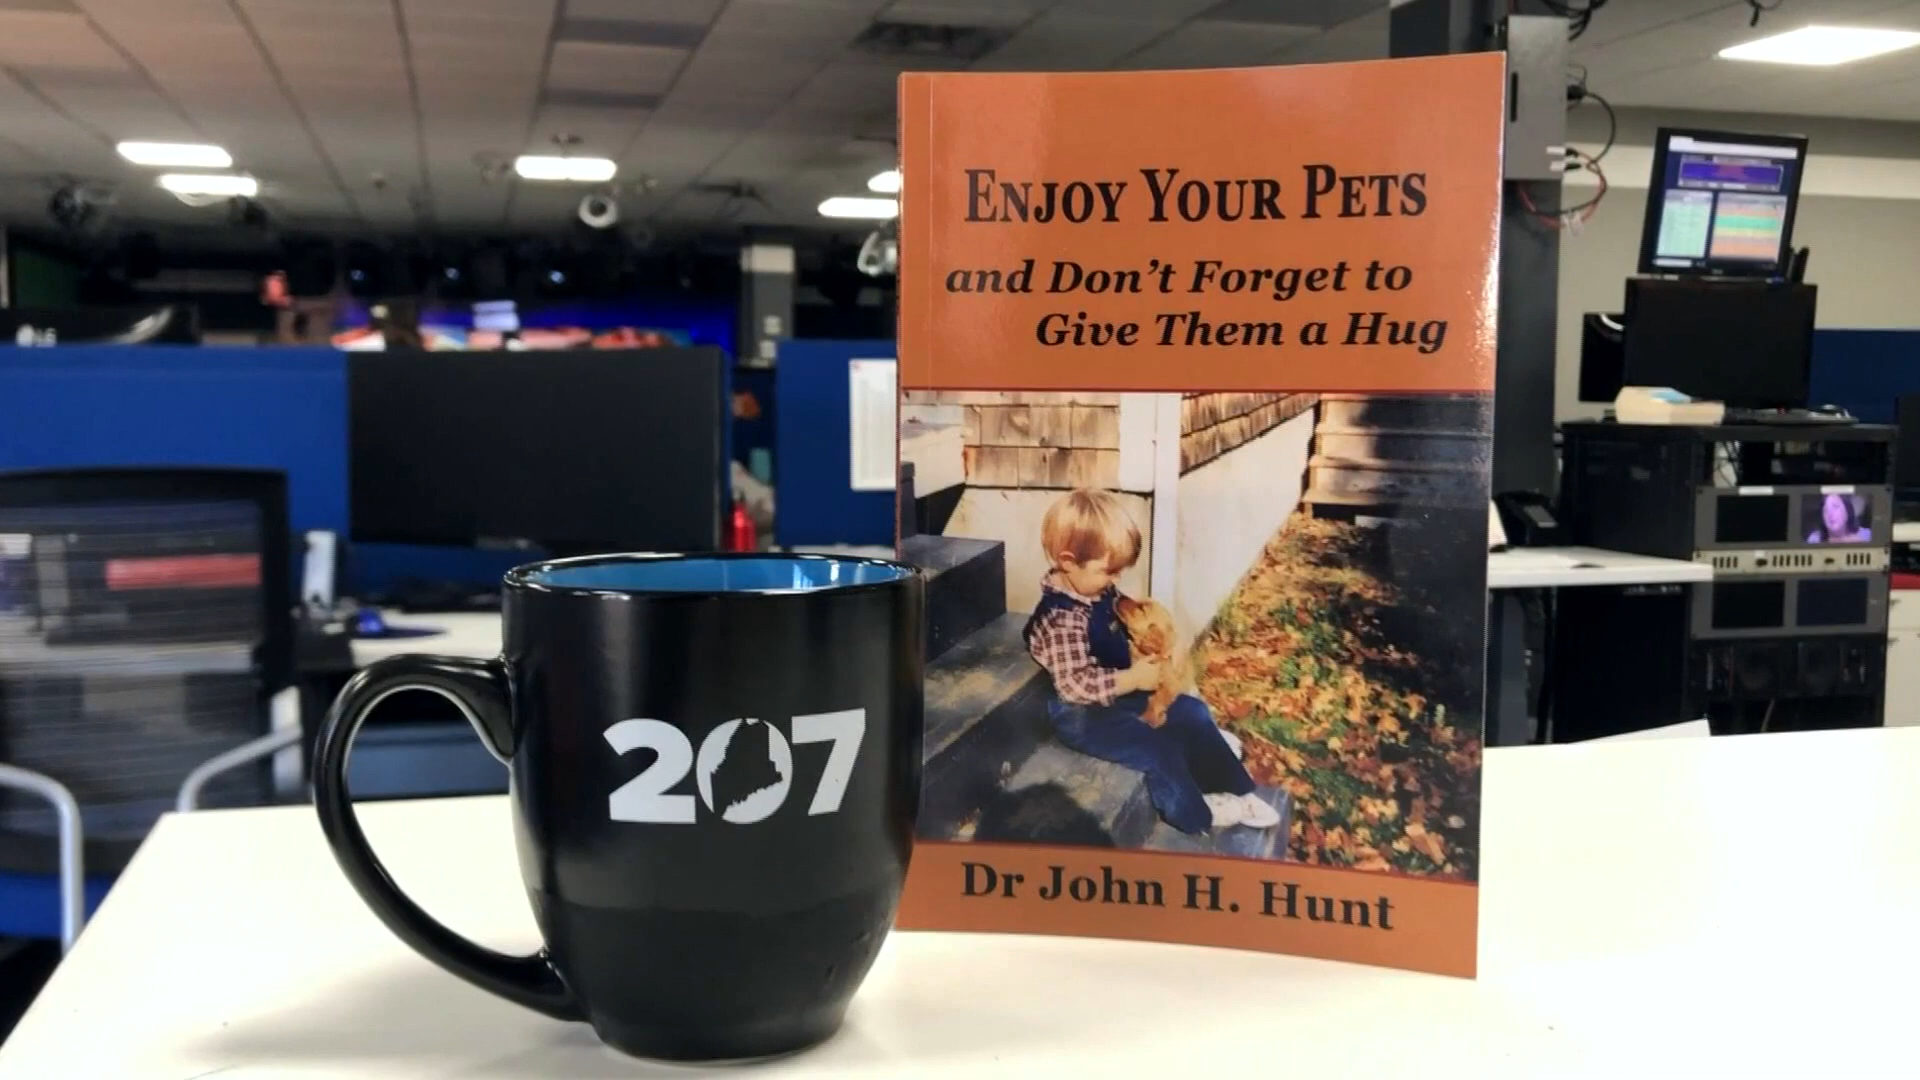 Enjoy Your Pets
and Don't Forget to
Give Them a Hug
Dr John H. Hunt
207